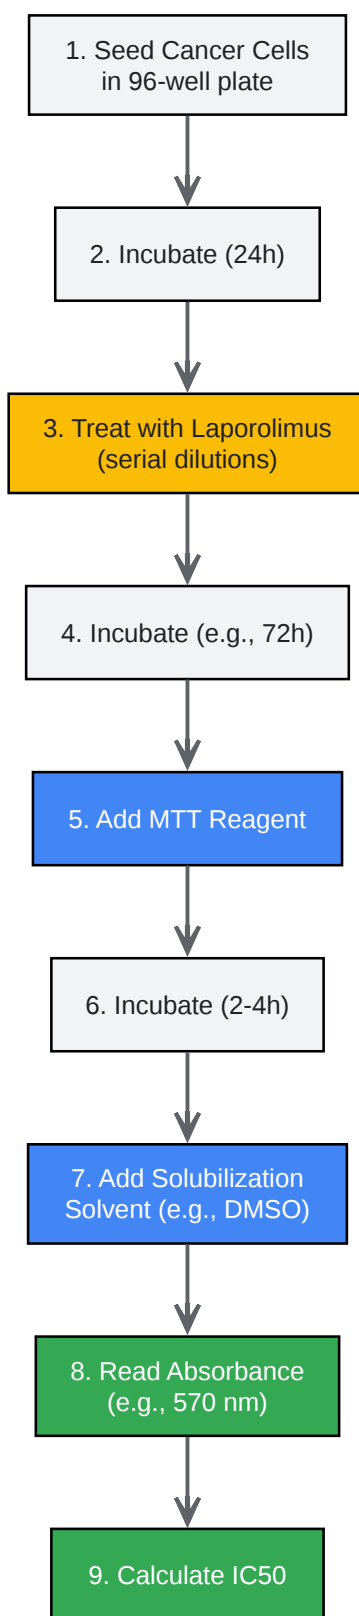 1. Seed Cancer Cells
in 96-well plate
2. Incubate (24h)
3. Treat with Laporolimus
(serial dilutions)
4. Incubate (e.g., 72h)
5. Add MTT Reagent
6. Incubate (2-4h)
7. Add Solubilization
Solvent (e.g., DMSO)
8. Read Absorbance
(e.g., 570 nm)
9. Calculate IC50